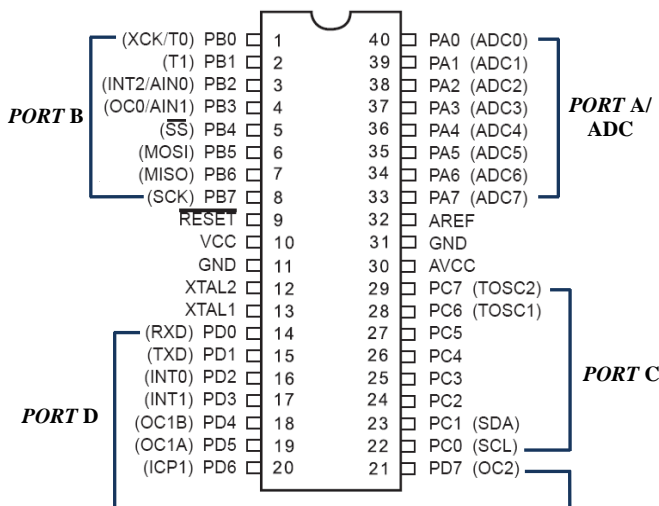 (XCK/T0) PB0 1 40 PA0 (ADC0)
(T1) PB1 2 39 PA1 (ADC1)
(INT2/AIN0) PB2 3 38 PA2 (ADC2)
(OC0/AIN1) PB3 4 37 PA3 (ADC3)
PORT B
PORT A/
ADC
(SS) PB4 5 36 PA4 (ADC4)
(MOSI) PB5 6 35 PA5 (ADC5)
(MISO) PB6 7 34 PA6 (ADC6)
(SCK) PB7 8 33 PA7 (ADC7)
RESET 9 32 AREF
VCC 10 31 GND
GND 11 30 AVCC
XTAL2 12 29 PC7 (TOSC2)
XTAL1 13 28 PC6 (TOSC1)
(RXD) PD0 14 27 PC5
(TXD) PD1 15 26 PC4
(INT0) PD2 16 25 PC3
PORT C
(INT1) PD3 17 24 PC2
PORT D
(OC1B) PD4 18 23 PC1 (SDA)
(OC1A) PD5 19 22 PC0 (SCL)
(ICP1) PD6 20 21 PD7 (OC2)